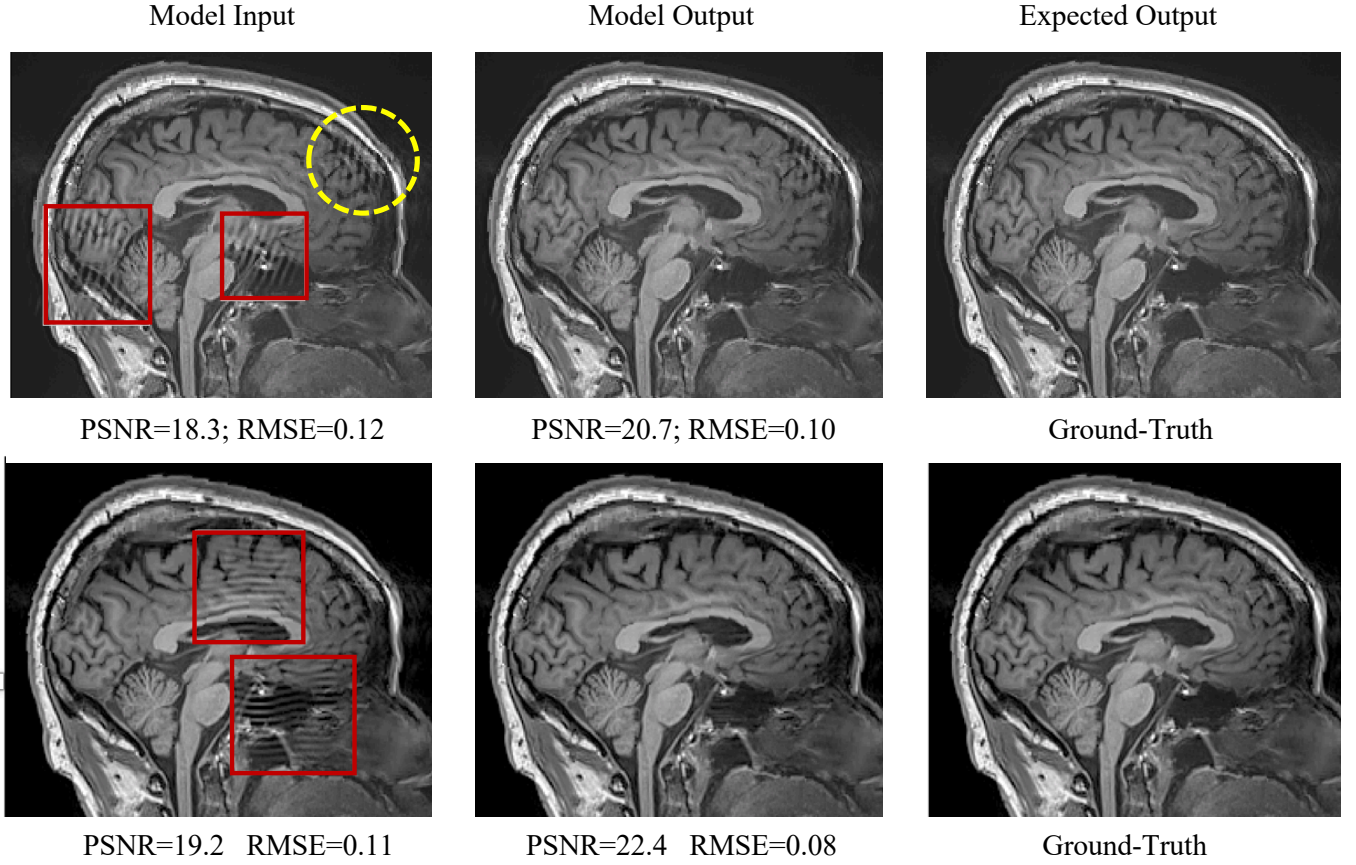 Model Input Model Output Expected Output
PSNR=18.3; RMSE=0.12 PSNR=20.7; RMSE=0.10 Ground-Truth
PSNR=19.2 RMSE=0.11 PSNR=22.4 RMSE=0.08 Ground-Truth